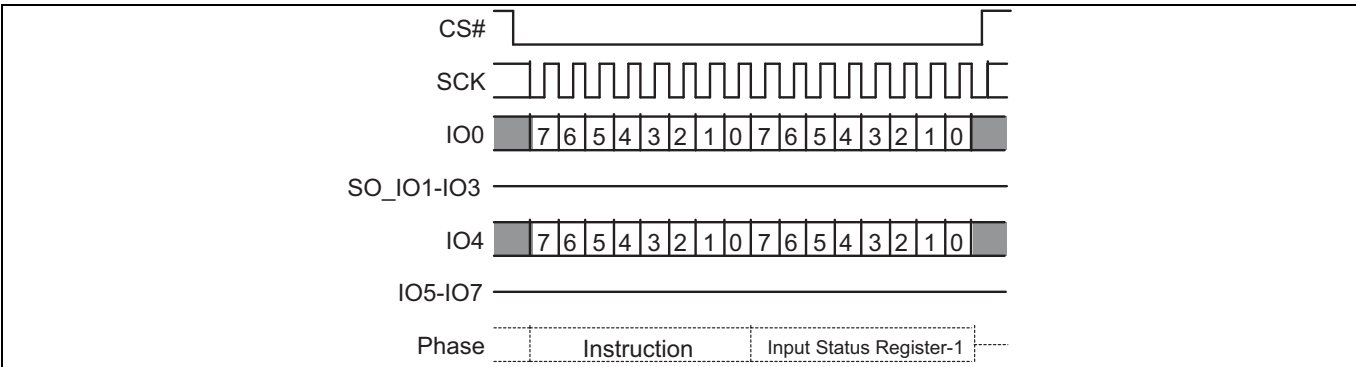 CS#
SCK
IO0 7 6 5 4 3 2 1 0 7 6 5 4 3 2 1 0
SO_IO1-IO3
IO4 7 6 5 4 3 2 1 0 7 6 5 4 3 2 1 0
IO5-IO7
Phase Instruction Input Status Register-1